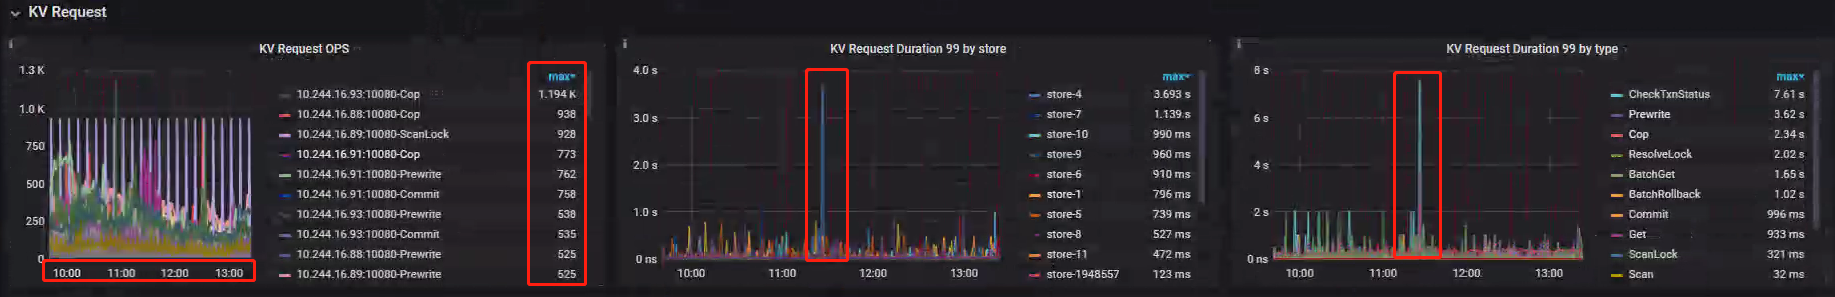 KV Request
KV Request OPS
1.3 K
1.0 K
750
500
250
0
10:00 11:00 12:00 13:00
max
10.244.16.93:10080-Cop 1.194 K
10.244.16.88:10080-Cop 938
10.244.16.89:10080-ScanLock 928
10.244.16.91:10080-Cop 773
10.244.16.91:10080-Prewrite 762
10.244.16.91:10080-Commit 758
10.244.16.93:10080-Prewrite 538
10.244.16.93:10080-Commit 535
10.244.16.88:10080-Prewrite 525
10.244.16.89:10080-Prewrite 525
KV Request Duration 99 by store
4.0 s
3.0 s
2.0 s
1.0 s
0 ns
10:00 11:00 12:00 13:00
max
store-4 3.693 s
store-7 1.139 s
store-10 990 ms
store-9 960 ms
store-6 910 ms
store-1 796 ms
store-5 739 ms
store-8 527 ms
store-11 472 ms
store-1948557 123 ms
KV Request Duration 99 by type
8 s
6 s
4 s
2 s
0 ns
10:00 11:00 12:00 13:00
max
CheckTxnStatus 7.61 s
Prewrite 3.62 s
Cop 2.34 s
ResolveLock 2.02 s
BatchGet 1.65 s
BatchRollback 1.02 s
Commit 996 ms
Get 933 ms
ScanLock 321 ms
Scan 32 ms